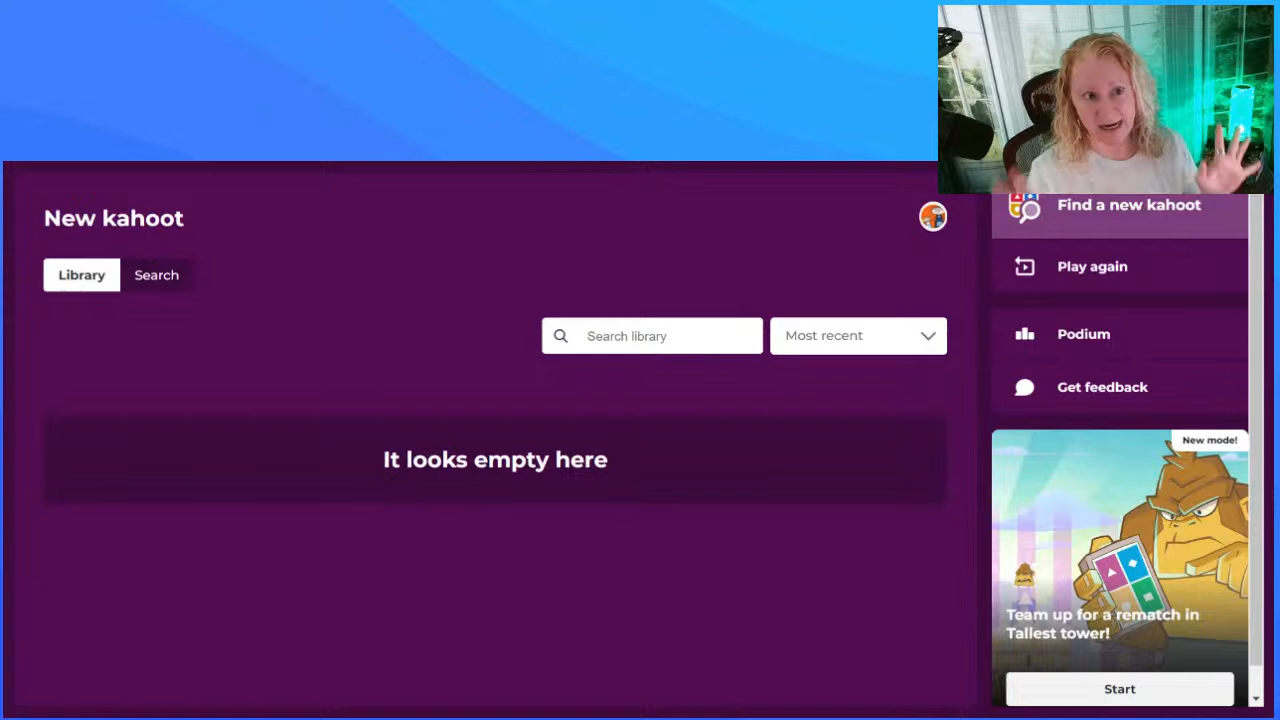 New kahoot
Library
Search
Search library
Most recent
It looks empty here
Find a new kahoot
Play again
Podium
Get feedback
New mode!
Team up for a rematch in
Tallest tower!
Start